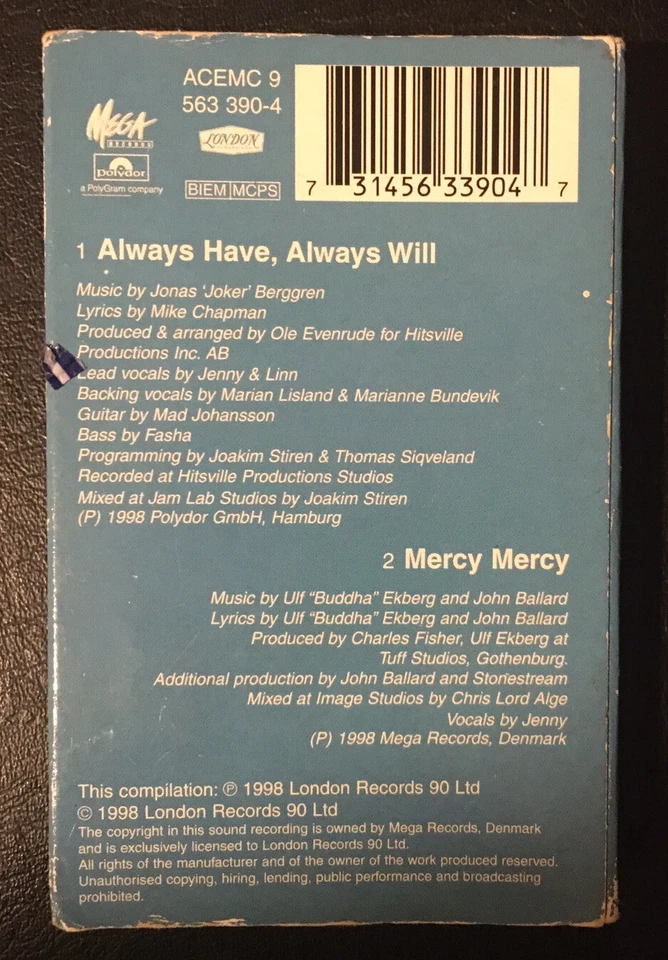 ACEMC 9
563 390-4
MEGA
RECORDS
LONDON
polydor
a PolyGram company
BIEM MCPS
7 31456 33904 7
1 Always Have, Always Will
Music by Jonas 'Joker' Berggren
Lyrics by Mike Chapman
Produced & arranged by Ole Evenrude for Hitsville
Productions Inc. AB
Lead vocals by Jenny & Linn
Backing vocals by Marian Lisland & Marianne Bundevik
Guitar by Mad Johansson
Bass by Fasha
Programming by Joakim Stiren & Thomas Siqveland
Recorded at Hitsville Productions Studios
Mixed at Jam Lab Studios by Joakim Stiren
(P) 1998 Polydor GmbH, Hamburg
2 Mercy Mercy
Music by Ulf "Buddha" Ekberg and John Ballard
Lyrics by Ulf "Buddha" Ekberg and John Ballard
Produced by Charles Fisher, Ulf Ekberg at
Tuff Studios, Gothenburg.
Additional production by John Ballard and Stonestream
Mixed at Image Studios by Chris Lord Alge
Vocals by Jenny
(P) 1998 Mega Records, Denmark
This compilation: ℗ 1998 London Records 90 Ltd
© 1998 London Records 90 Ltd
The copyright in this sound recording is owned by Mega Records, Denmark
and is exclusively licensed to London Records 90 Ltd.
All rights of the manufacturer and of the owner of the work produced reserved.
Unauthorised copying, hiring, lending, public performance and broadcasting
prohibited.